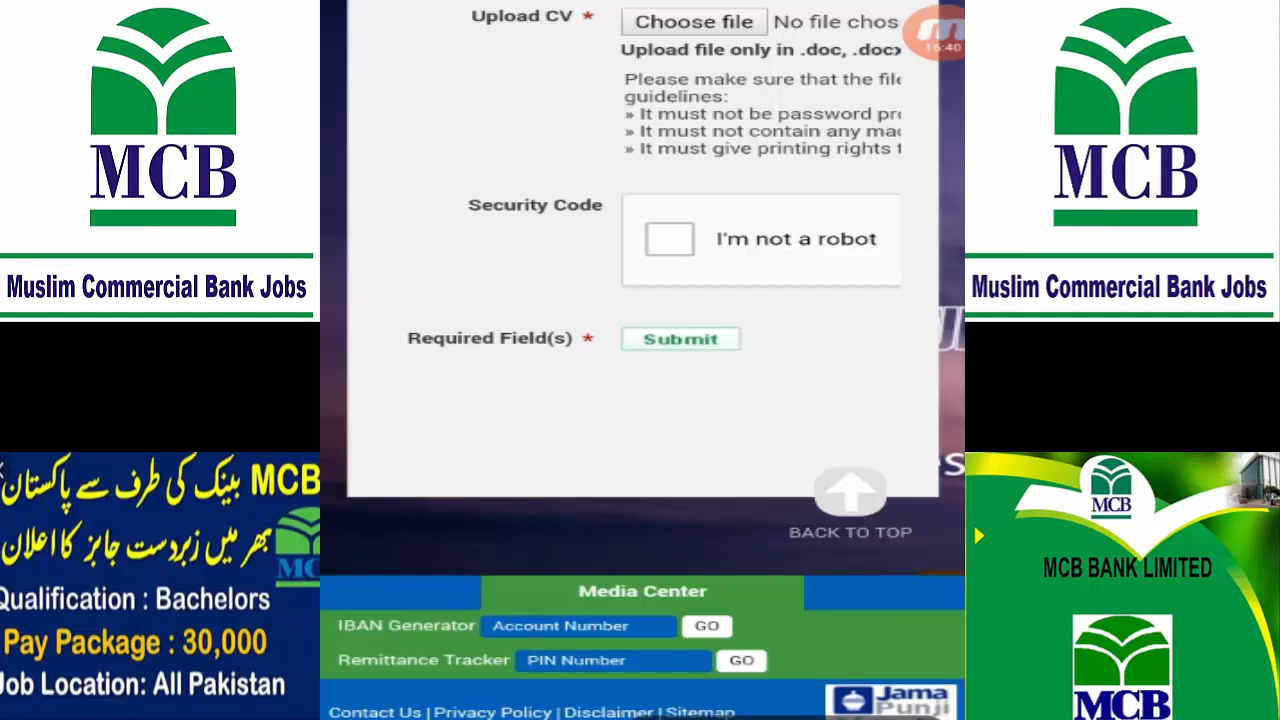 MCB
Muslim Commercial Bank Jobs
MCB بینک کی طرف سے پاکستان
بھر میں زبردست جابز کا اعلان
MC
Qualification : Bachelors
Pay Package : 30,000
Job Location: All Pakistan
Upload CV *
Choose file No file chos
Upload file only in .doc, .docx
Please make sure that the file
guidelines:
» It must not be password pro
» It must not contain any mac
» It must give printing rights t
16:40
Security Code
I'm not a robot
Required Field(s) *
Submit
BACK TO TOP
Media Center
IBAN Generator Account Number GO
Remittance Tracker PIN Number GO
Contact Us | Privacy Policy | Disclaimer | Sitemap
Jama
Punji
MCB
Muslim Commercial Bank Jobs
MCB
MCB BANK LIMITED
MCB